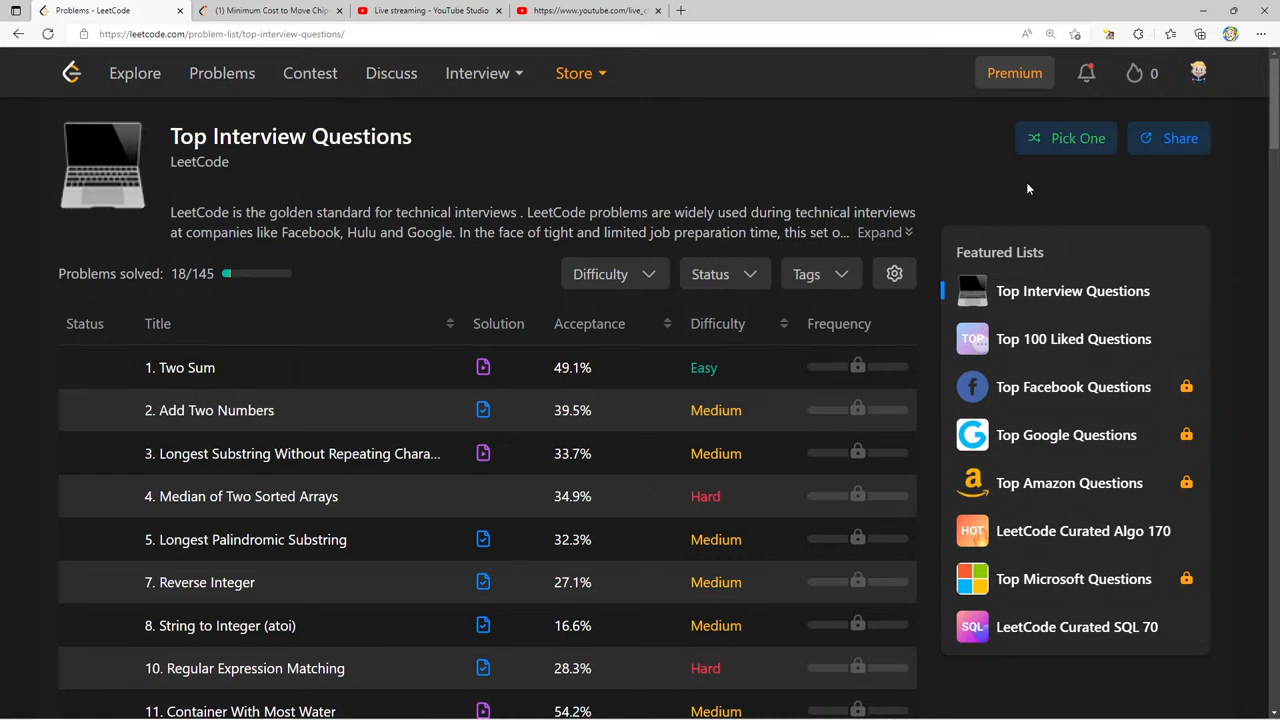 Problems - LeetCode
(1) Minimum Cost to Move Chip
Live streaming - YouTube Studio
https://www.youtube.com/live_c
https://leetcode.com/problem-list/top-interview-questions/
Explore
Problems
Contest
Discuss
Interview
Store
Premium
0
Top Interview Questions
LeetCode
Pick One
Share
LeetCode is the golden standard for technical interviews . LeetCode problems are widely used during technical interviews
at companies like Facebook, Hulu and Google. In the face of tight and limited job preparation time, this set o... Expand
Problems solved: 18/145
Difficulty
Status
Tags
Status Title Solution Acceptance Difficulty Frequency
1. Two Sum 49.1% Easy
2. Add Two Numbers 39.5% Medium
3. Longest Substring Without Repeating Chara... 33.7% Medium
4. Median of Two Sorted Arrays 34.9% Hard
5. Longest Palindromic Substring 32.3% Medium
7. Reverse Integer 27.1% Medium
8. String to Integer (atoi) 16.6% Medium
10. Regular Expression Matching 28.3% Hard
11. Container With Most Water 54.2% Medium
Featured Lists
Top Interview Questions
TOP Top 100 Liked Questions
Top Facebook Questions
Top Google Questions
Top Amazon Questions
HOT LeetCode Curated Algo 170
Top Microsoft Questions
SQL LeetCode Curated SQL 70